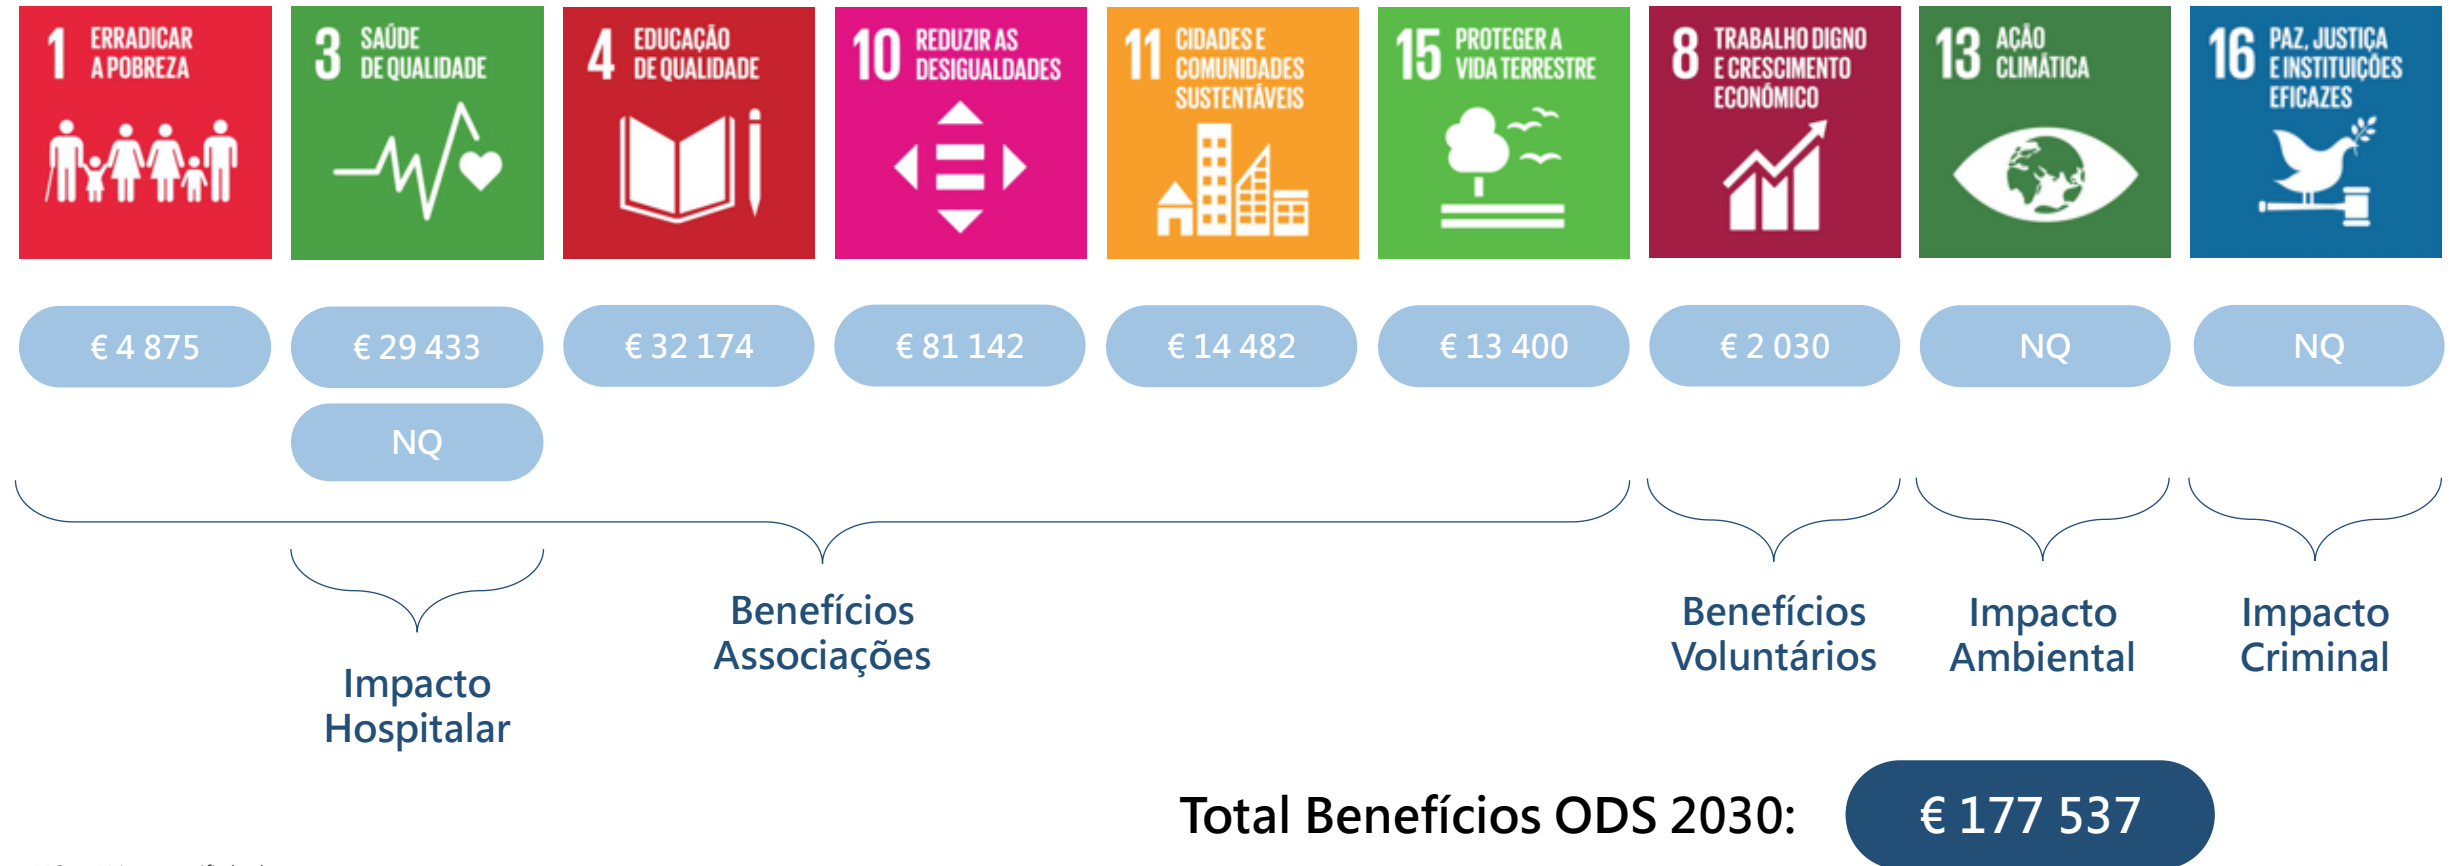 1 ERRADICAR
A POBREZA
3 SAÚDE
DE QUALIDADE
4 EDUCAÇÃO
DE QUALIDADE
10 REDUZIR AS
DESIGUALDADES
11 CIDADES E
COMUNIDADES
SUSTENTÁVEIS
15 PROTEGER A
VIDA TERRESTRE
8 TRABALHO DIGNO
E CRESCIMENTO
ECONÓMICO
13 AÇÃO
CLIMÁTICA
16 PAZ, JUSTIÇA
E INSTITUIÇÕES
EFICAZES
€ 4 875
€ 29 433
€ 32 174
€ 81 142
€ 14 482
€ 13 400
€ 2 030
NQ
NQ
NQ
Benefícios
Associações
Benefícios
Voluntários
Impacto
Ambiental
Impacto
Criminal
Impacto
Hospitalar
Total Benefícios ODS 2030:
€ 177 537